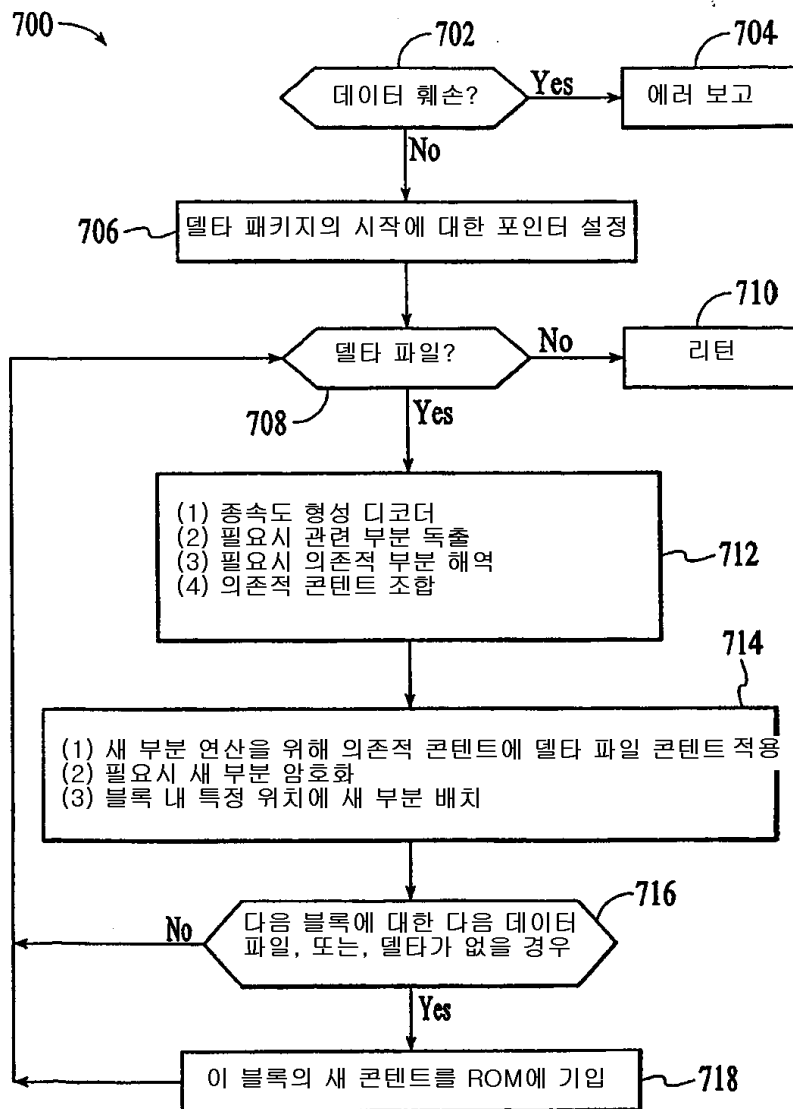 700
702
704
데이터 훼손?
Yes
에러 보고
No
706
델타 패키지의 시작에 대한 포인터 설정
710
델타 파일?
No
리턴
708
Yes
(1) 종속도 형성 디코더
(2) 필요시 관련 부분 독출
(3) 필요시 의존적 부분 해역
(4) 의존적 콘텐트 조합
712
714
(1) 새 부분 연산을 위해 의존적 콘텐트에 델타 파일 콘텐트 적용
(2) 필요시 새 부분 암호화
(3) 블록 내 특정 위치에 새 부분 배치
716
No
다음 블록에 대한 다음 데이터
파일, 또는, 델타가 없을 경우
Yes
이 블록의 새 콘텐트를 ROM에 기입
718